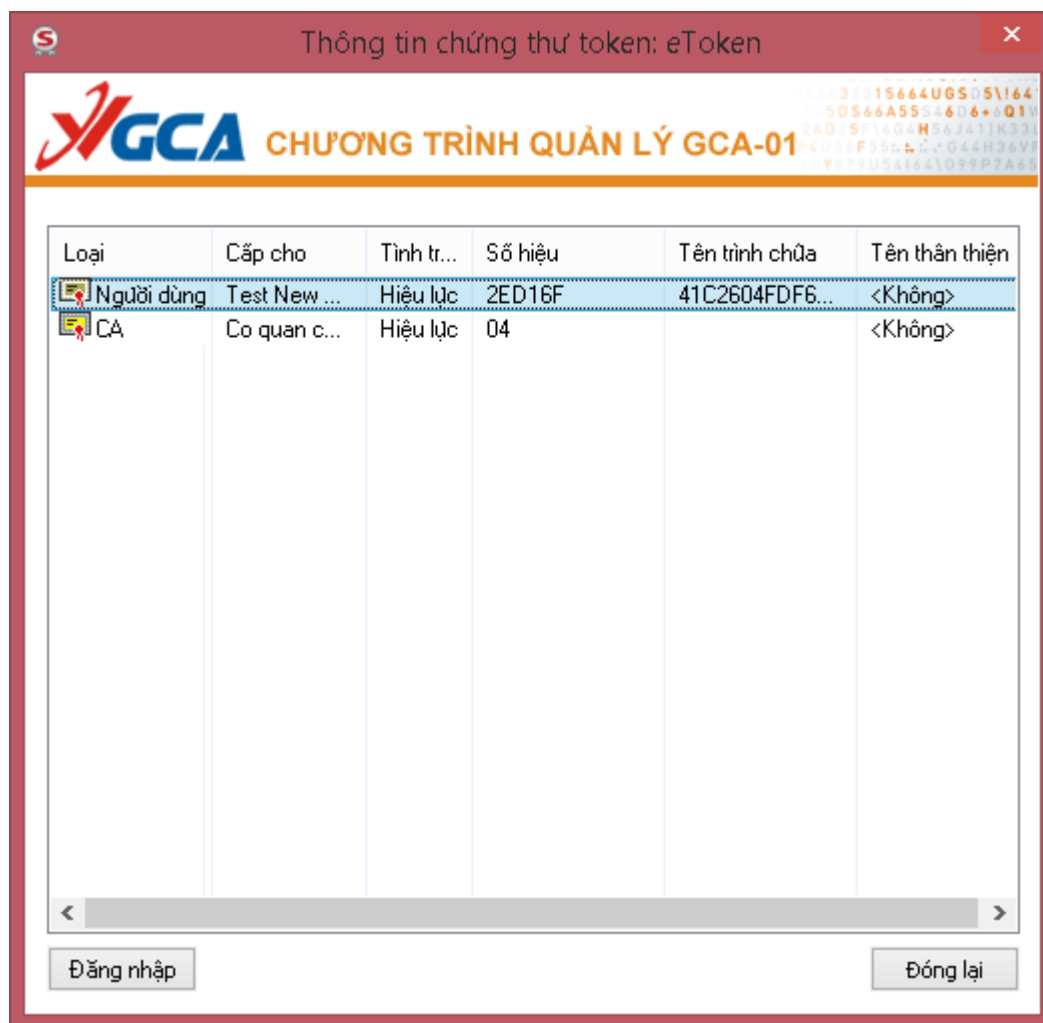 Thông tin chứng thư token: eToken
GCA CHƯƠNG TRÌNH QUẢN LÝ GCA-01
Loại Cấp cho Tình tr... Số hiệu Tên trình chứa Tên thân thiện
Người dùng Test New ... Hiệu lực 2ED16F 41C2604FDF6... <Không>
CA Co quan c... Hiệu lực 04 <Không>
Đăng nhập Đóng lại